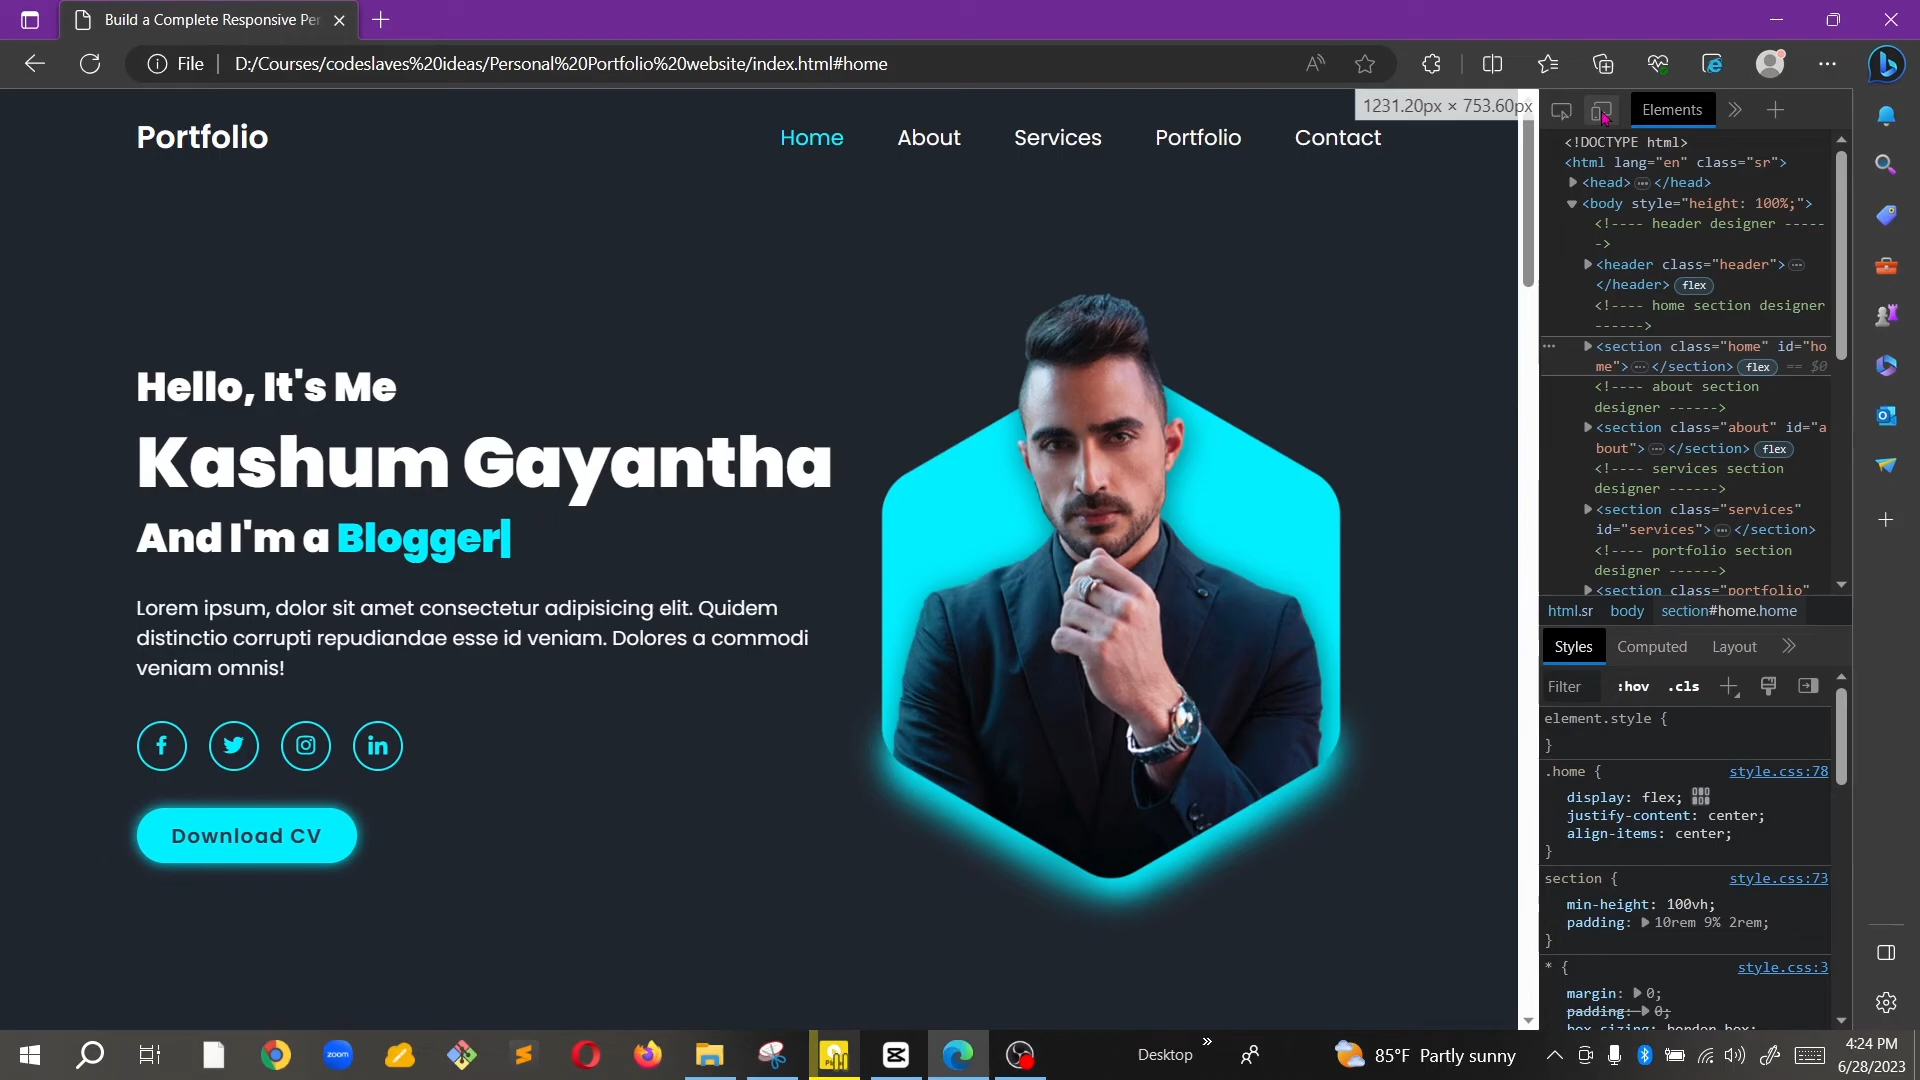 Build a Complete Responsive Per
File
D:/Courses/codeslaves%20ideas/Personal%20Portfolio%20website/index.html#home
1231.20px × 753.60px
Portfolio
Home
About
Services
Portfolio
Contact
Hello, It's Me
Kashum Gayantha
And I'm a Blogger|
Lorem ipsum, dolor sit amet consectetur adipisicing elit. Quidem
distinctio corrupti repudiandae esse id veniam. Dolores a commodi
veniam omnis!
Download CV
Elements
<!DOCTYPE html>
<html lang="en" class="sr">
<head> … </head>
<body style="height: 100%;">
<!---- header designer -----
->
<header class="header"> …
</header> flex
<!---- home section designer
------>
… <section class="home" id="ho
me"> … </section> flex == $0
<!---- about section
designer ------>
<section class="about" id="a
bout"> … </section> flex
<!---- services section
designer ------>
<section class="services"
id="services"> … </section>
<!---- portfolio section
designer ------>
<section class="portfolio"
html.sr body section#home.home
Styles Computed Layout
Filter :hov .cls
element.style {
}
.home { style.css:78
display: flex;
justify-content: center;
align-items: center;
}
section { style.css:73
min-height: 100vh;
padding: 10rem 9% 2rem;
}
* { style.css:3
margin: 0;
padding: 0;
box-sizing: border-box;
zoom
Desktop
85°F Partly sunny
4:24 PM
6/28/2023